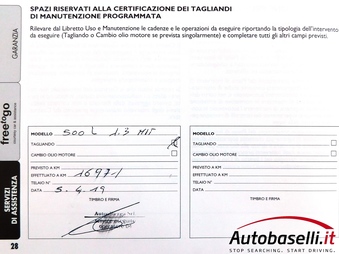 SPAZI RISERVATI ALLA CERTIFICAZIONE DEI TAGLIANDI
DI MANUTENZIONE PROGRAMMATA
Rilevare dal Libretto Uso e Manutenzione le cadenze e le operazioni da eseguire riportando la tipologia dell'intervento
da eseguire (Tagliando o Cambio olio motore se prevista singolarmente) e completare tutti gli altri campi previsti.
GARANZIA
freetogo
SERVIZI
DI ASSISTENZA
28
MODELLO 500 L 1.3 MJT
TAGLIANDO
CAMBIO OLIO MOTORE
PREVISTO A KM
EFFETTUATO A KM 16971
TELAIO N°
DATA 5.4.19
TIMBRO E FIRMA
MODELLO
TAGLIANDO
CAMBIO OLIO MOTORE
PREVISTO A KM
EFFETTUATO A KM
TELAIO N°
DATA
TIMBRO E FIRMA
Autobaselli.it
STOP SEARCHING. START DRIVING.